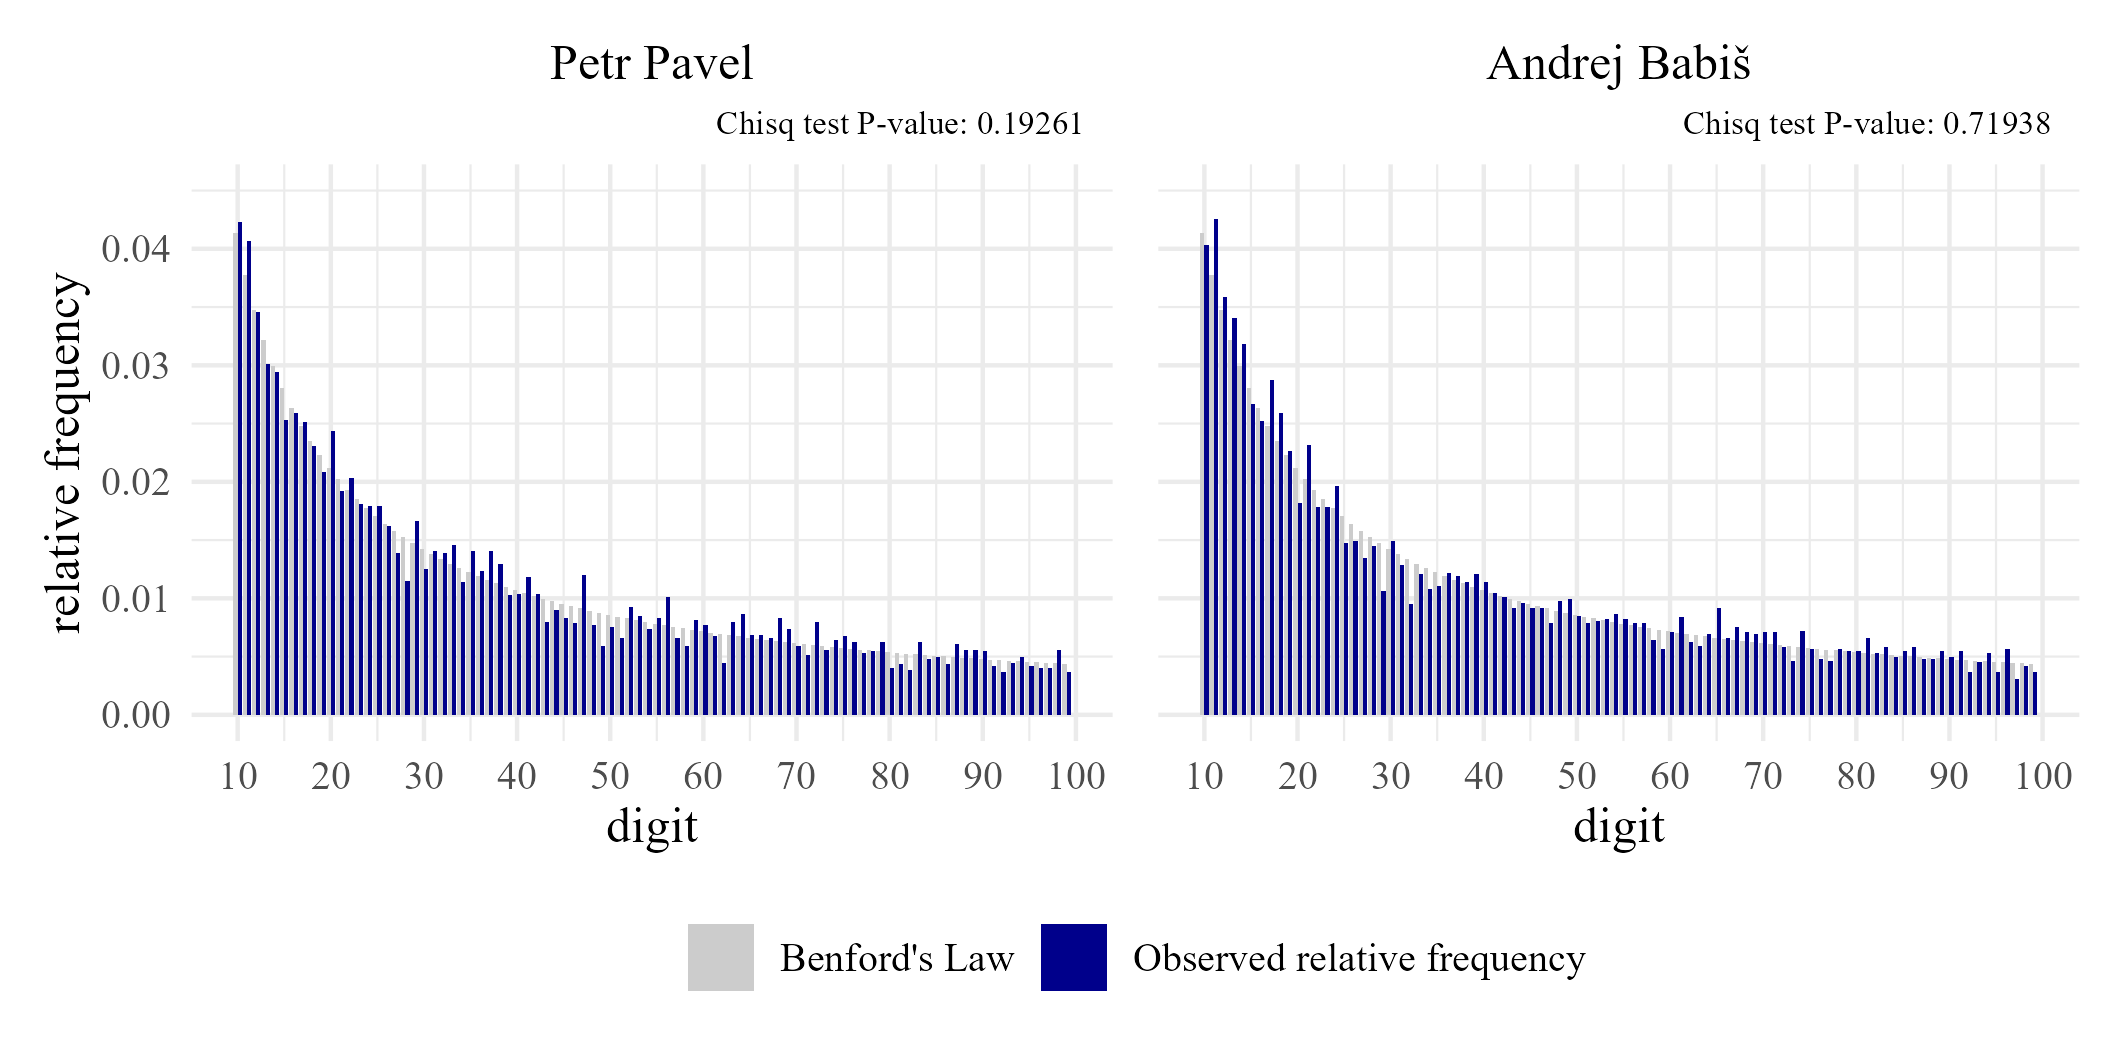 Petr Pavel
Andrej Babiš
Chisq test P-value: 0.19261
Chisq test P-value: 0.71938
relative frequency
0.04
0.03
0.02
0.01
0.00
10 20 30 40 50 60 70 80 90 100
10 20 30 40 50 60 70 80 90 100
digit
digit
Benford's Law
Observed relative frequency